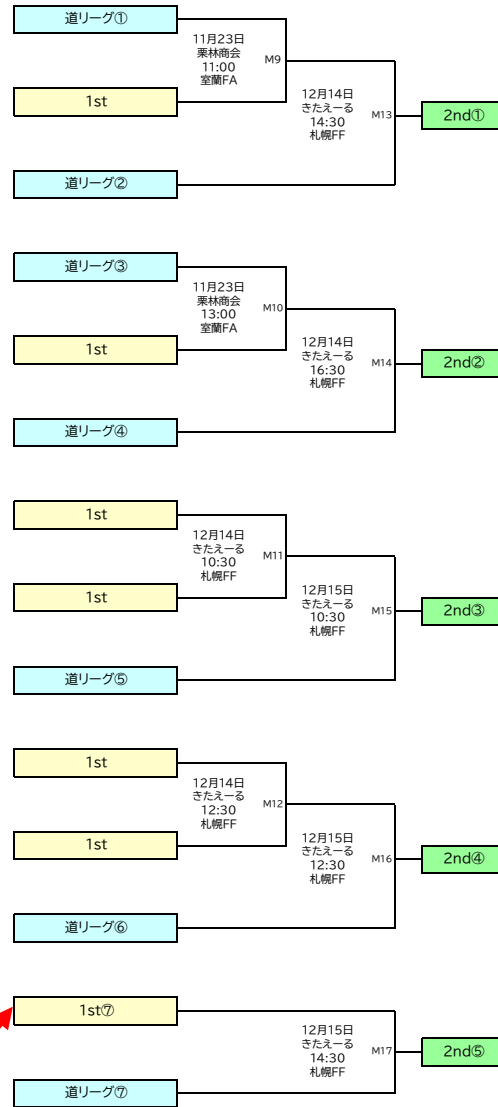 道リーグ①
11月23日
栗林商会
11:00
室蘭FA
M9
1st
12月14日
きたえーる
14:30
札幌FF
M13
2nd①
道リーグ②
道リーグ③
11月23日
栗林商会
13:00
室蘭FA
M10
1st
12月14日
きたえーる
16:30
札幌FF
M14
2nd②
道リーグ④
1st
12月14日
きたえーる
10:30
札幌FF
M11
1st
12月15日
きたえーる
10:30
札幌FF
M15
2nd③
道リーグ⑤
1st
12月14日
きたえーる
12:30
札幌FF
M12
1st
12月15日
きたえーる
12:30
札幌FF
M16
2nd④
道リーグ⑥
1st⑦
12月15日
きたえーる
14:30
札幌FF
M17
2nd⑤
道リーグ⑦